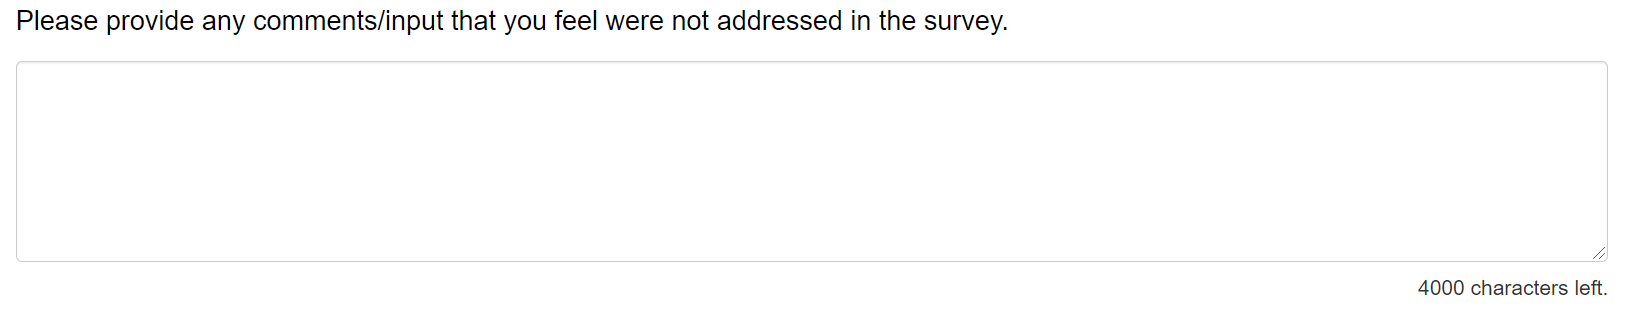 Please provide any comments/input that you feel were not addressed in the survey.
4000 characters left.